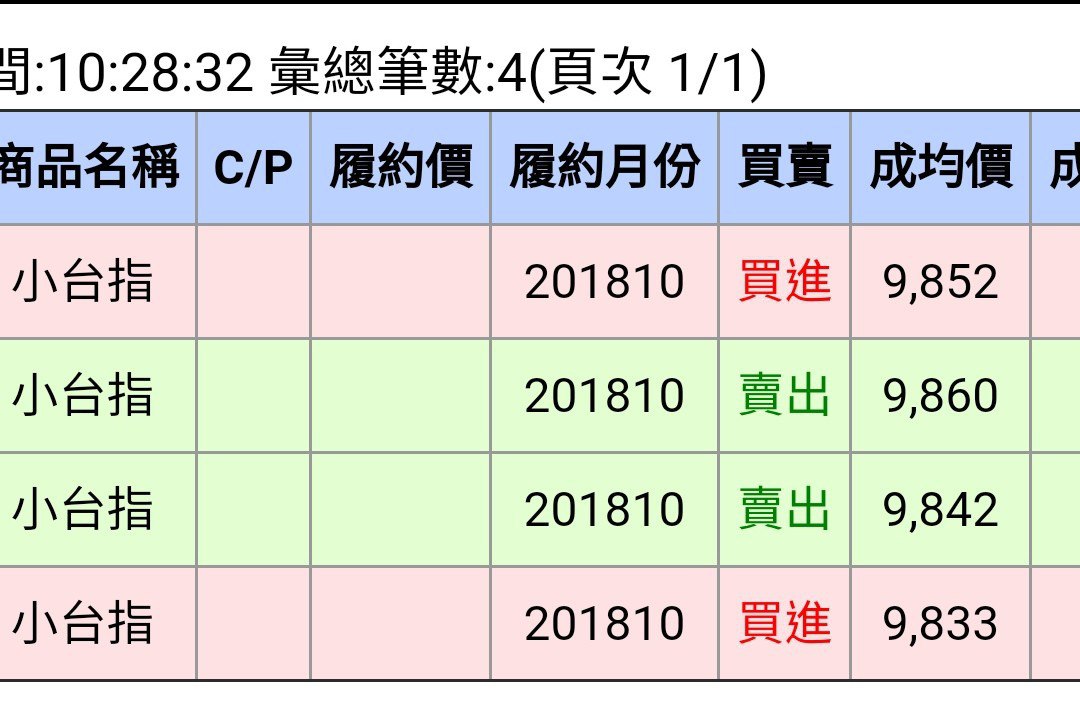 間:10:28:32 彙總筆數:4(頁次 1/1)
商品名稱 C/P 履約價 履約月份 買賣 成均價 成
小台指 201810 買進 9,852
小台指 201810 賣出 9,860
小台指 201810 賣出 9,842
小台指 201810 買進 9,833